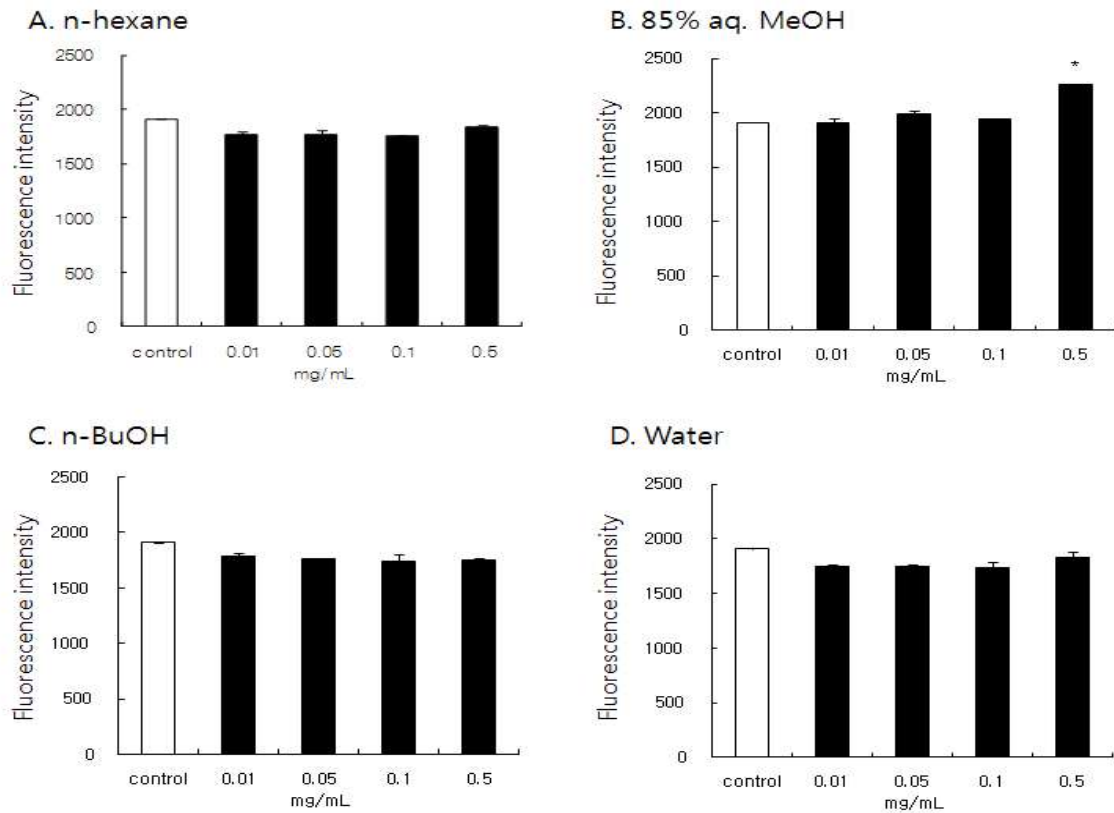 A. n-hexane
2500
2000
1500
1000
500
0
Fluorescence intensity
control 0.01 0.05 0.1 0.5
mg/mL
B. 85% aq. MeOH
2500
2000
1500
1000
500
0
Fluorescence intensity
*
control 0.01 0.05 0.1 0.5
mg/mL
C. n-BuOH
2500
2000
1500
1000
500
0
Fluorescence intensity
control 0.01 0.05 0.1 0.5
mg/mL
D. Water
2500
2000
1500
1000
500
0
Fluorescence intensity
control 0.01 0.05 0.1 0.5
mg/mL